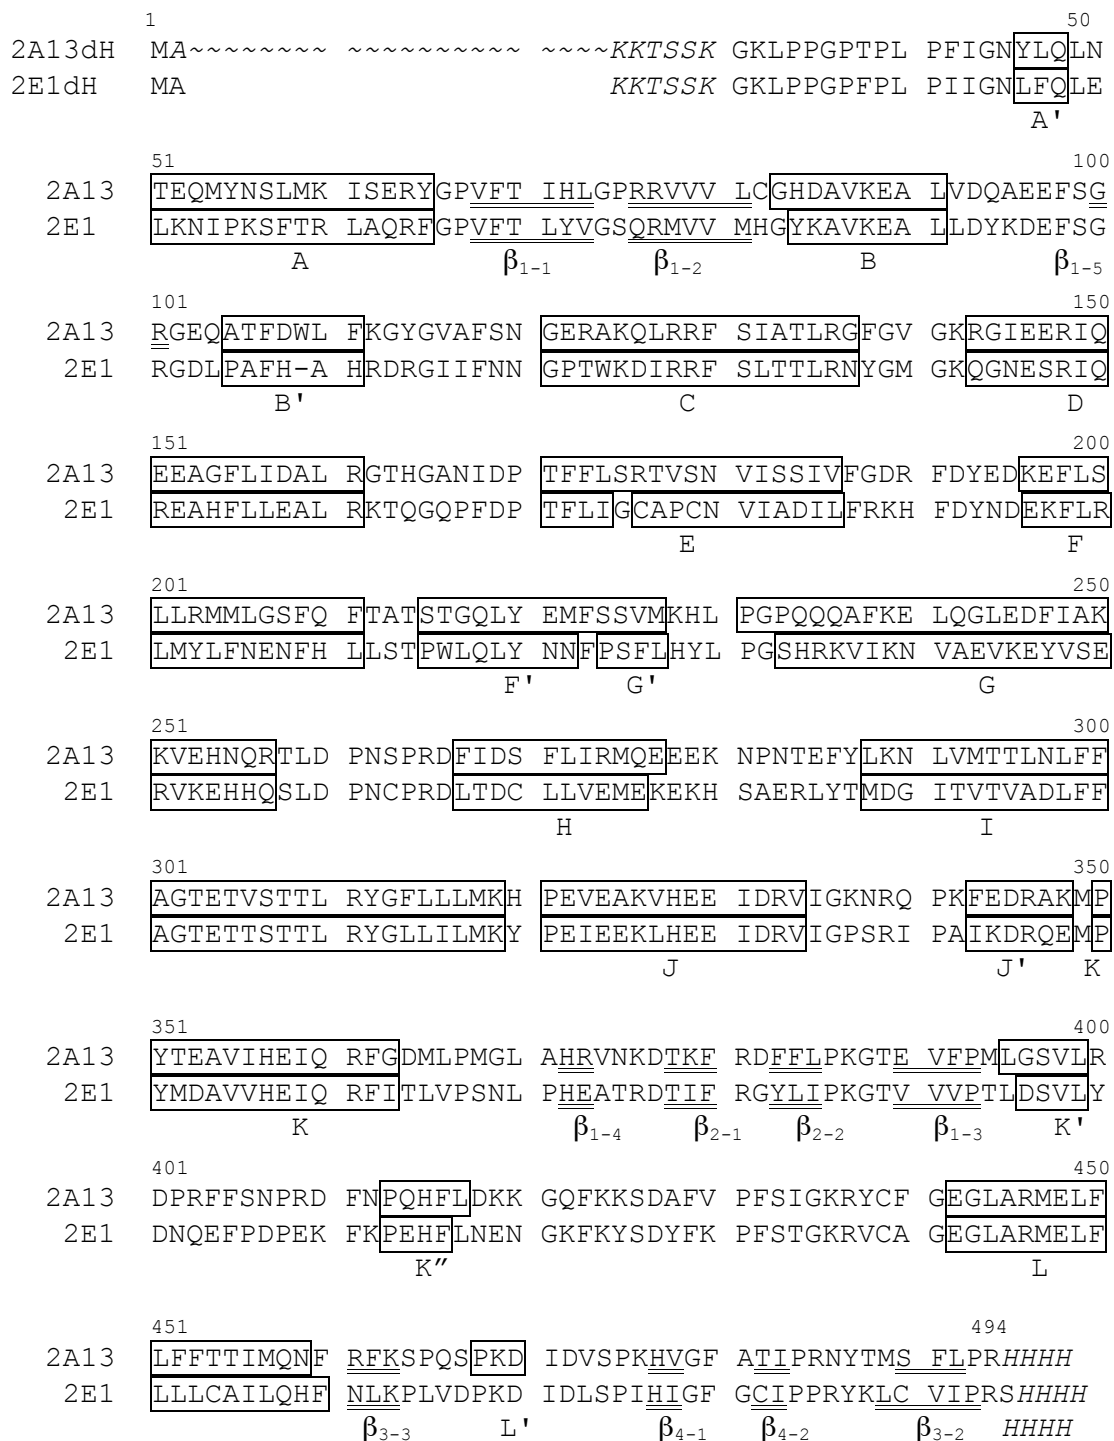 1 50
2A13dH MA~~~~~~~~ ~~~~~~~~~~ ~~~~KKTSSK GKLPPGPTPL PFIGNYLQLN
2E1dH MA KKTSSK GKLPPGPFPL PIIGNLFQLE
A'
51 100
2A13 TEQMYNSLMK ISERYGPVFT IHLGPRRVVV LCGHDAVKEA LVDQAEEFSG
2E1 LKNIPKSFTR LAQRFGPVFT LYVGSQRMVV MHGYKAVKEA LLDYKDEFSG
A β1-1 β1-2 B β1-5
101 150
2A13 RGEQATFDWL FKGYGVAFSN GERAKQLRRF SIATLRGFGV GKRGIEERIQ
2E1 RGDLPAFH-A HRDRGIIFNN GPTWKDIRRF SLTTLRNYGM GKQGNESRIQ
B' C D
151 200
2A13 EEAGFLIDAL RGTHGANIDP TFFLSRTVSN VISSIVFGDR FDYEDKEFLS
2E1 REAHFLLEAL RKTQGQPFDP TFLIGCAPCN VIADILFRKH FDYNDEKFLR
E F
201 250
2A13 LLRMMLGSFQ FTATSTGQLY EMFSSVMKHL PGPQQQAFKE LQGLEDFIAK
2E1 LMYLFNENFH LLSTPWLQLY NNFPSFLHYL PGSHRKVIKN VAEVKEYVSE
F' G' G
251 300
2A13 KVEHNQRTLD PNSPRDFIDS FLIRMQEEEK NPNTEFYLKN LVMTTLNLFF
2E1 RVKEHHQSLD PNCPRDLTDC LLVEMEKEKH SAERLYTMDG ITVTVADLFF
H I
301 350
2A13 AGTETVSTTL RYGFLLLMKH PEVEAKVHEE IDRVIGKNRQ PKFEDRAKMP
2E1 AGTETTSTTL RYGLLILMKY PEIEEKLHEE IDRVIGPSRI PAIKDRQEMP
J J' K
351 400
2A13 YTEAVIHEIQ RFGDMLPMGL AHRVNKDTKF RDFFLPKGTE VFPMLGSVLR
2E1 YMDAVVHEIQ RFITLVPSNL PHEATRDTIF RGYLIPKGTV VVPTLDSVLY
K β1-4 β2-1 β2-2 β1-3 K'
401 450
2A13 DPRFFSNPRD FNPQHFLDKK GQFKKSDAFV PFSIGKRYCF GEGLARMELF
2E1 DNQEFPDPEK FKPEHFLNEN GKFKYSDYFK PFSTGKRVCA GEGLARMELF
K" L
451 494
2A13 LFFTTIMQNF RFKSPQSPKD IDVSPKHVGF ATIPRNYTMS FLPRHHHH
2E1 LLLCAILQHF NLKPLVDPKD IDLSPIHIGF GCIPPRYKLC VIPRSHHHH
β3-3 L' β4-1 β4-2 β3-2 HHHH